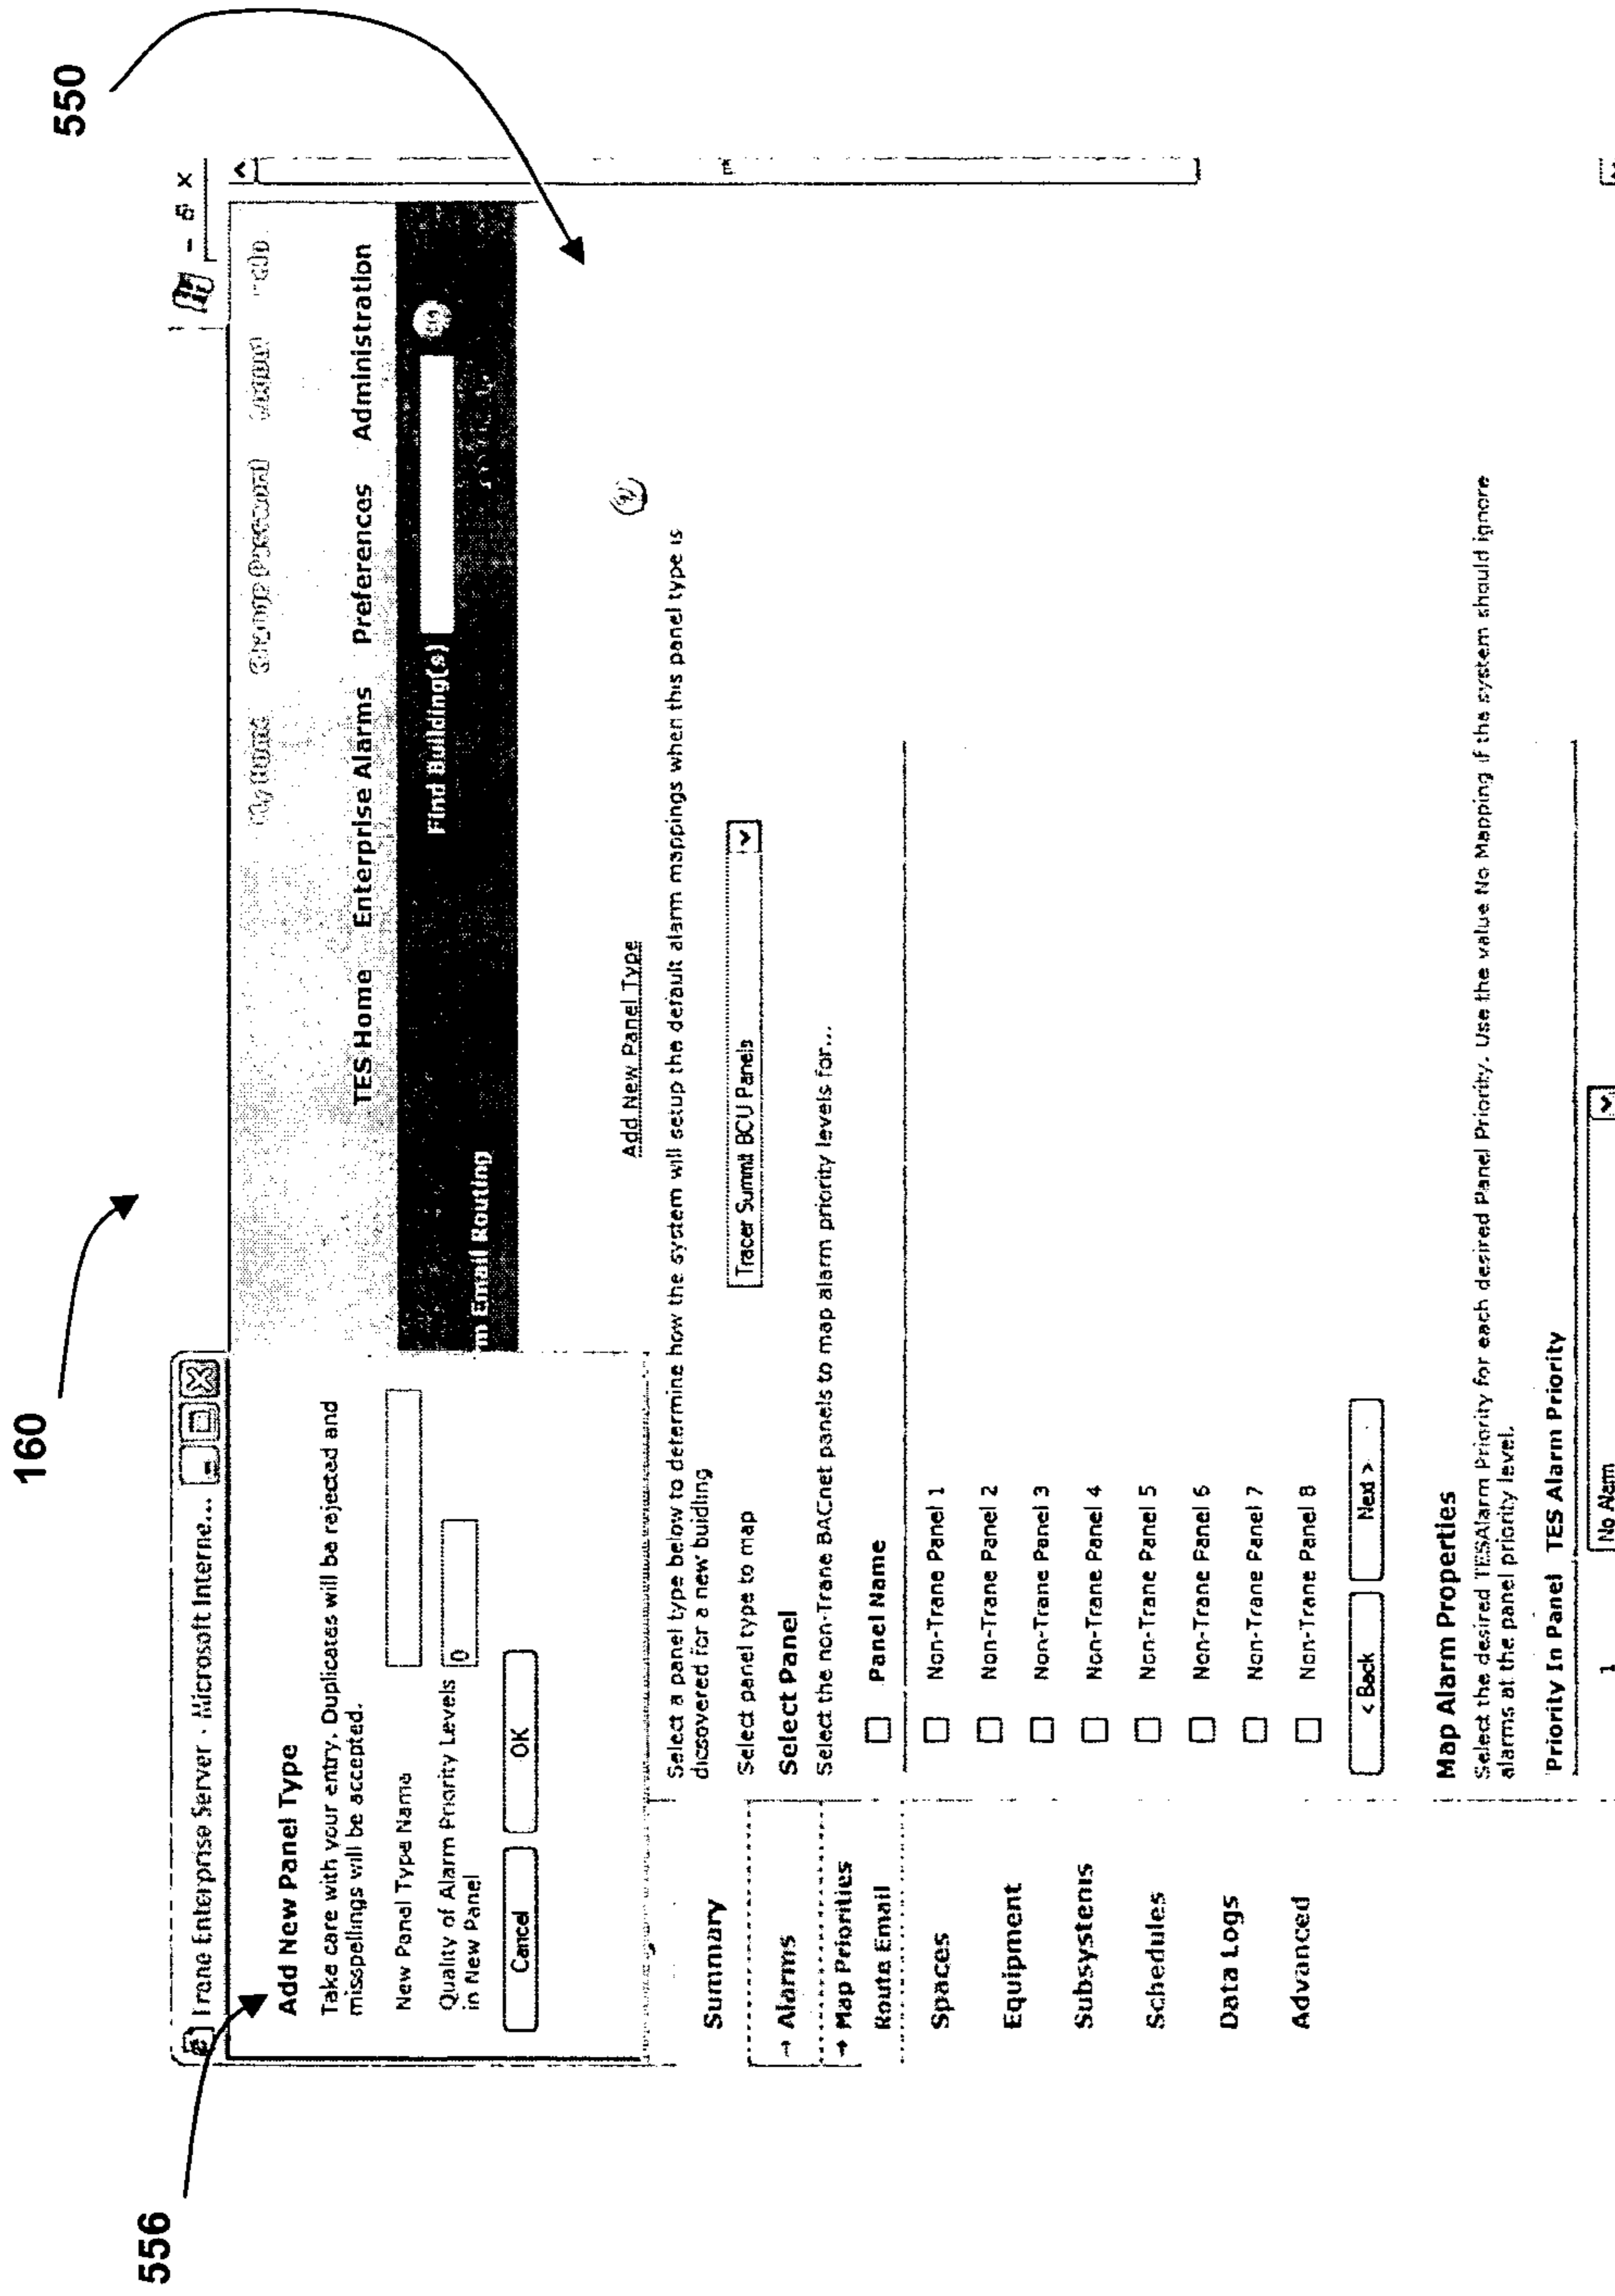 160
550
556
Trane Enterprise Server - Microsoft Interne...
Add New Panel Type
Take care with your entry. Duplicates will be rejected and
misspellings will be accepted.
New Panel Type Name
Quality of Alarm Priority Levels 0
in New Panel
Cancel OK
My Home Change Password Logout Help
TES Home Enterprise Alarms Preferences Administration
Find Building(s)
m Email Routing
Summary
→ Alarms
→ Map Priorities
Route Email
Spaces
Equipment
Subsystems
Schedules
Data Logs
Advanced
Add New Panel Type
Select a panel type below to determine how the system will setup the default alarm mappings when this panel type is
dicsovered for a new buidling
Select panel type to map Tracer Summit BCU Panels
Select Panel
Select the non-Trane BACnet panels to map alarm priority levels for...
Panel Name
Non-Trane Panel 1
Non-Trane Panel 2
Non-Trane Panel 3
Non-Trane Panel 4
Non-Trane Panel 5
Non-Trane Panel 6
Non-Trane Panel 7
Non-Trane Panel 8
< Back Next >
Map Alarm Properties
Select the desired TESAlarm Priority for each desired Panel Priority. Use the value No Mapping if the system should ignore
alarms at the panel priority level.
Priority In Panel TES Alarm Priority
1 No Alarm